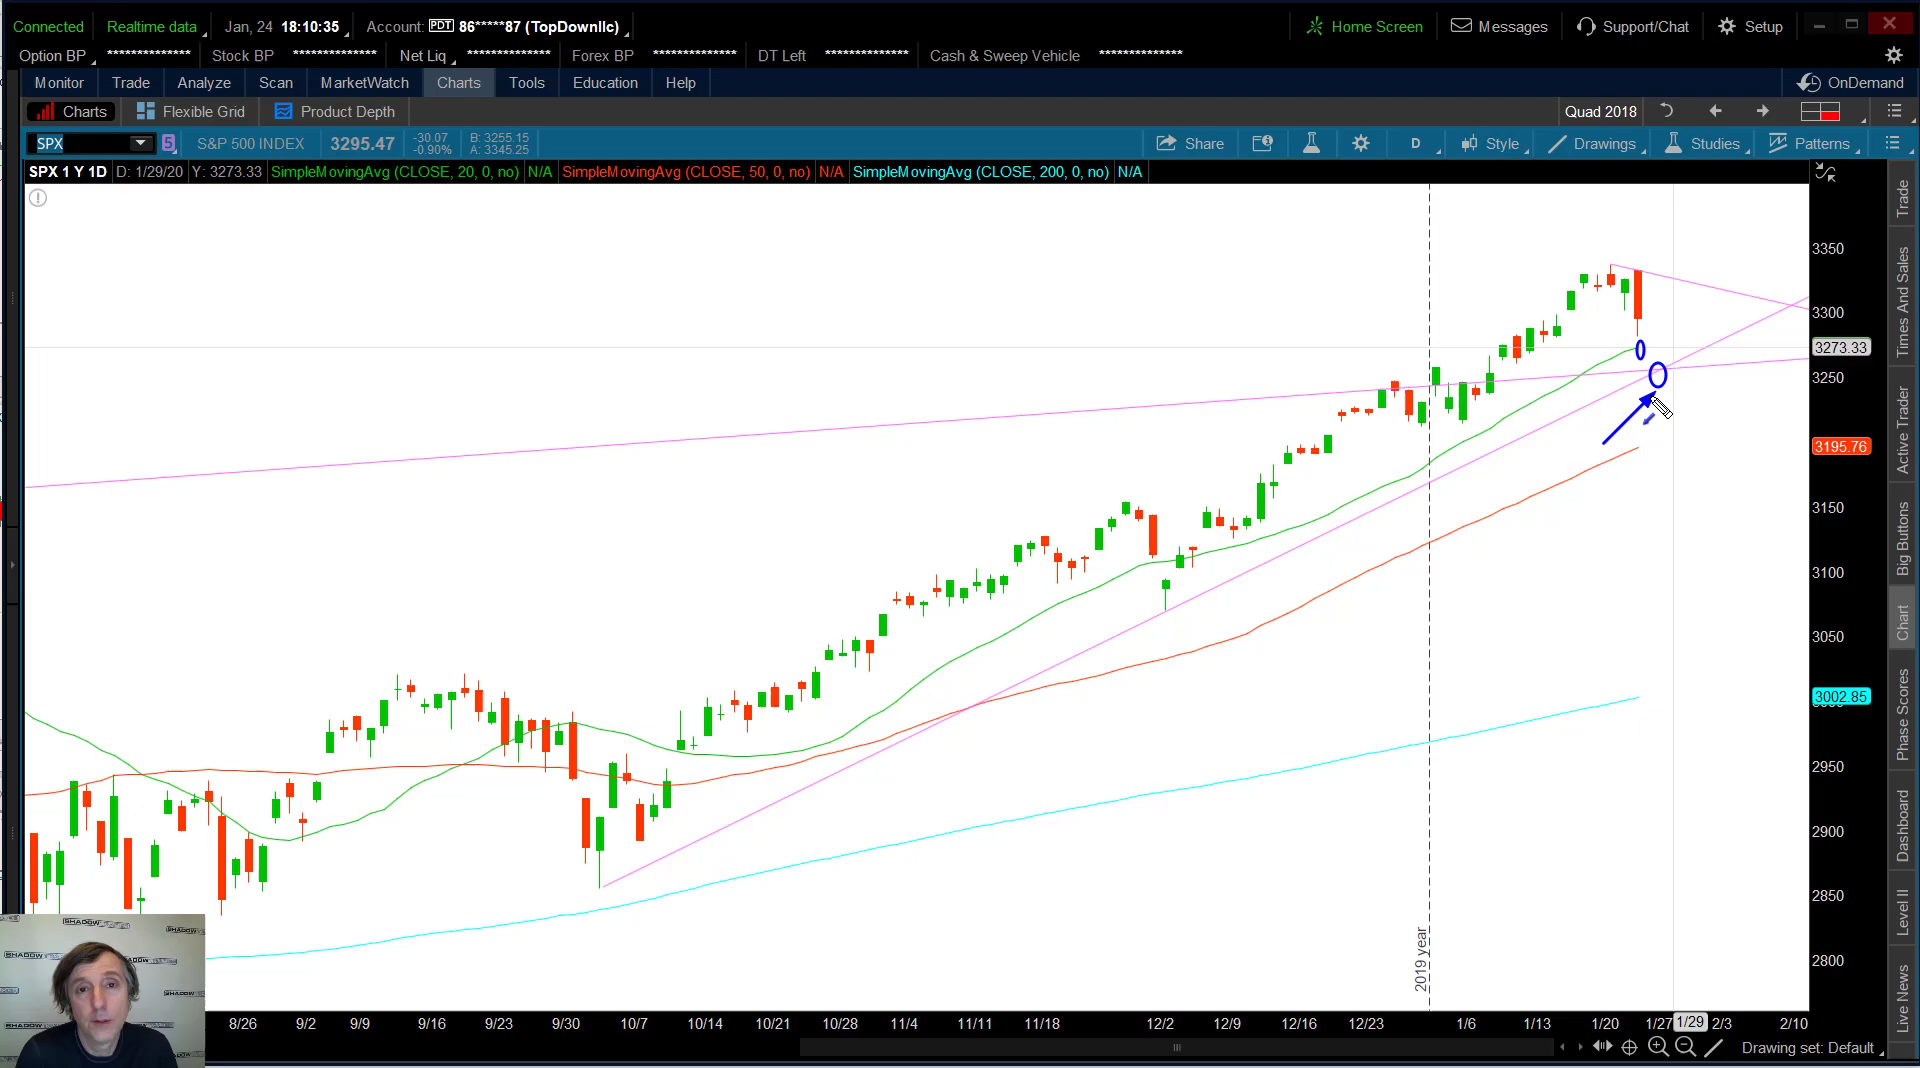 Connected Realtime data Jan, 24 18:10:35 Account: PDT 86*****87 (TopDownllc) Home Screen Messages Support/Chat Setup
Option BP ************** Stock BP ************** Net Liq ************** Forex BP ************** DT Left ************** Cash & Sweep Vehicle **************
Monitor Trade Analyze Scan MarketWatch Charts Tools Education Help OnDemand
Charts Flexible Grid Product Depth Quad 2018
SPX 5 S&P 500 INDEX 3295.47 -30.07 B: 3255.15 Share D Style Drawings Studies Patterns
-0.90% A: 3345.25
SPX 1 Y 1D D: 1/29/20 Y: 3273.33 SimpleMovingAvg (CLOSE, 20, 0, no) N/A SimpleMovingAvg (CLOSE, 50, 0, no) N/A SimpleMovingAvg (CLOSE, 200, 0, no) N/A
3350
3300
3273.33
3250
3195.76
3150
3100
3050
3002.85
2950
2900
2850
2800
2019 year
8/26 9/2 9/9 9/16 9/23 9/30 10/7 10/14 10/21 10/28 11/4 11/11 11/18 12/2 12/9 12/16 12/23 1/6 1/13 1/20 1/27 1/29 2/3 2/10
Drawing set: Default
Trade
Times And Sales
Active Trader
Big Buttons
Chart
Phase Scores
Dashboard
Level II
Live News
SHADOW
SHADOW
SHADOW